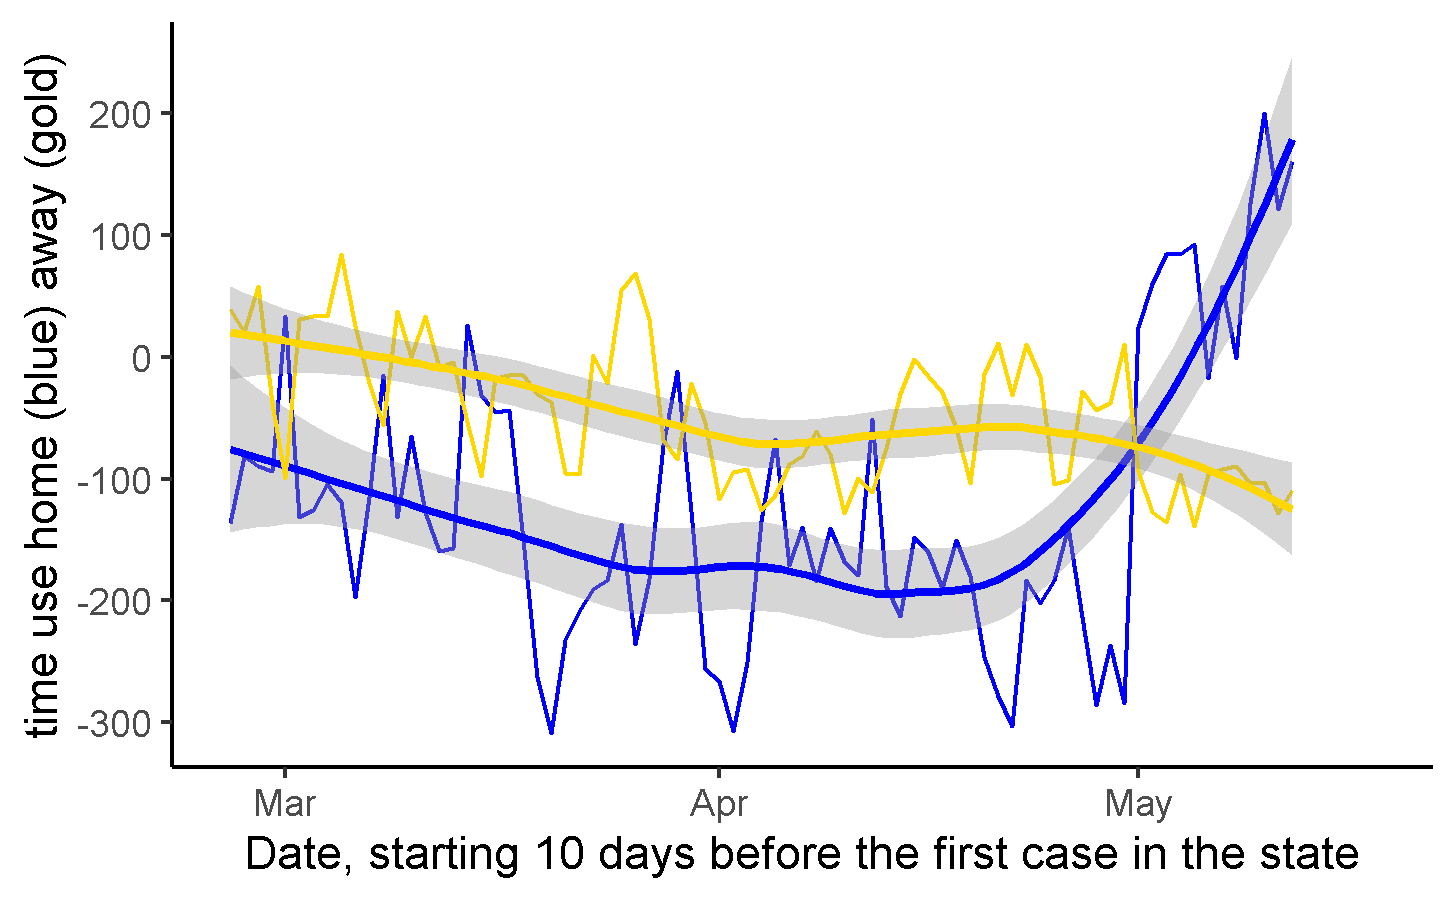 time use home (blue) away (gold)
200
100
0
-100
-200
-300
Mar
Apr
May
Date, starting 10 days before the first case in the state